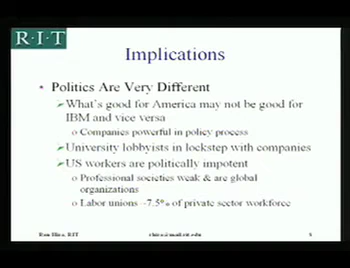 R·I·T
Implications
• Politics Are Very Different
➢What's good for America may not be good for
IBM and vice versa
o Companies powerful in policy process
➢University lobbyists in lockstep with companies
➢US workers are politically impotent
o Professional societies weak & are global
organizations
o Labor unions ~7.5% of private sector workforce
Ron Hira, RIT